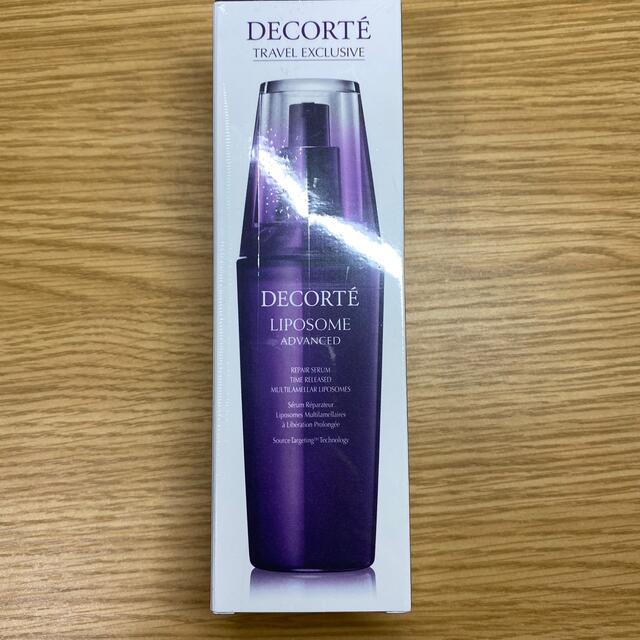 DECORTÉ
TRAVEL EXCLUSIVE
DECORTÉ
LIPOSOME
ADVANCED
REPAIR SERUM
TIME RELEASED
MULTILAMELLAR LIPOSOMES
Sérum Réparateur
Liposomes Multilamellaires
à Libération Prolongée
Source Targeting™ Technology